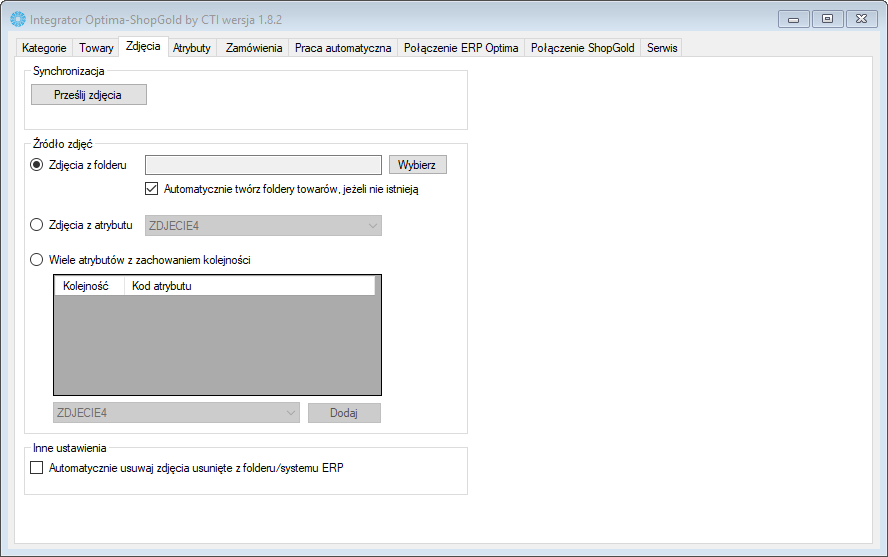 Integrator Optima-ShopGold by CTI wersja 1.8.2
Kategorie Towary Zdjęcia Atrybuty Zamówienia Praca automatyczna Połączenie ERP Optima Połączenie ShopGold Serwis
Synchronizacja
Prześlij zdjęcia
Źródło zdjęć
Zdjęcia z folderu Wybierz
Automatycznie twórz foldery towarów, jeżeli nie istnieją
Zdjęcia z atrybutu ZDJECIE4
Wiele atrybutów z zachowaniem kolejności
Kolejność Kod atrybutu
ZDJECIE4 Dodaj
Inne ustawienia
Automatycznie usuwaj zdjęcia usunięte z folderu/systemu ERP